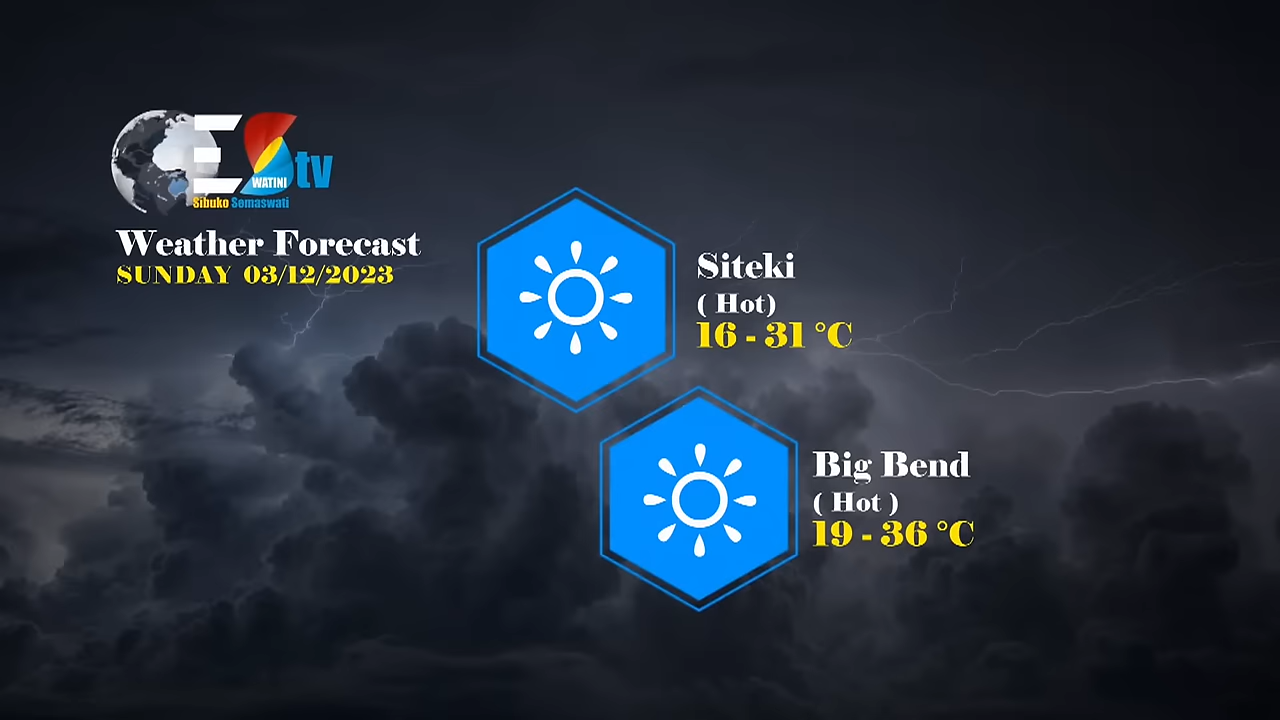 ES
WATINI
tv
Sibuko Semaswati
Weather Forecast
SUNDAY 03/12/2023
Siteki
( Hot)
16 - 31 °C
Big Bend
( Hot )
19 - 36 °C